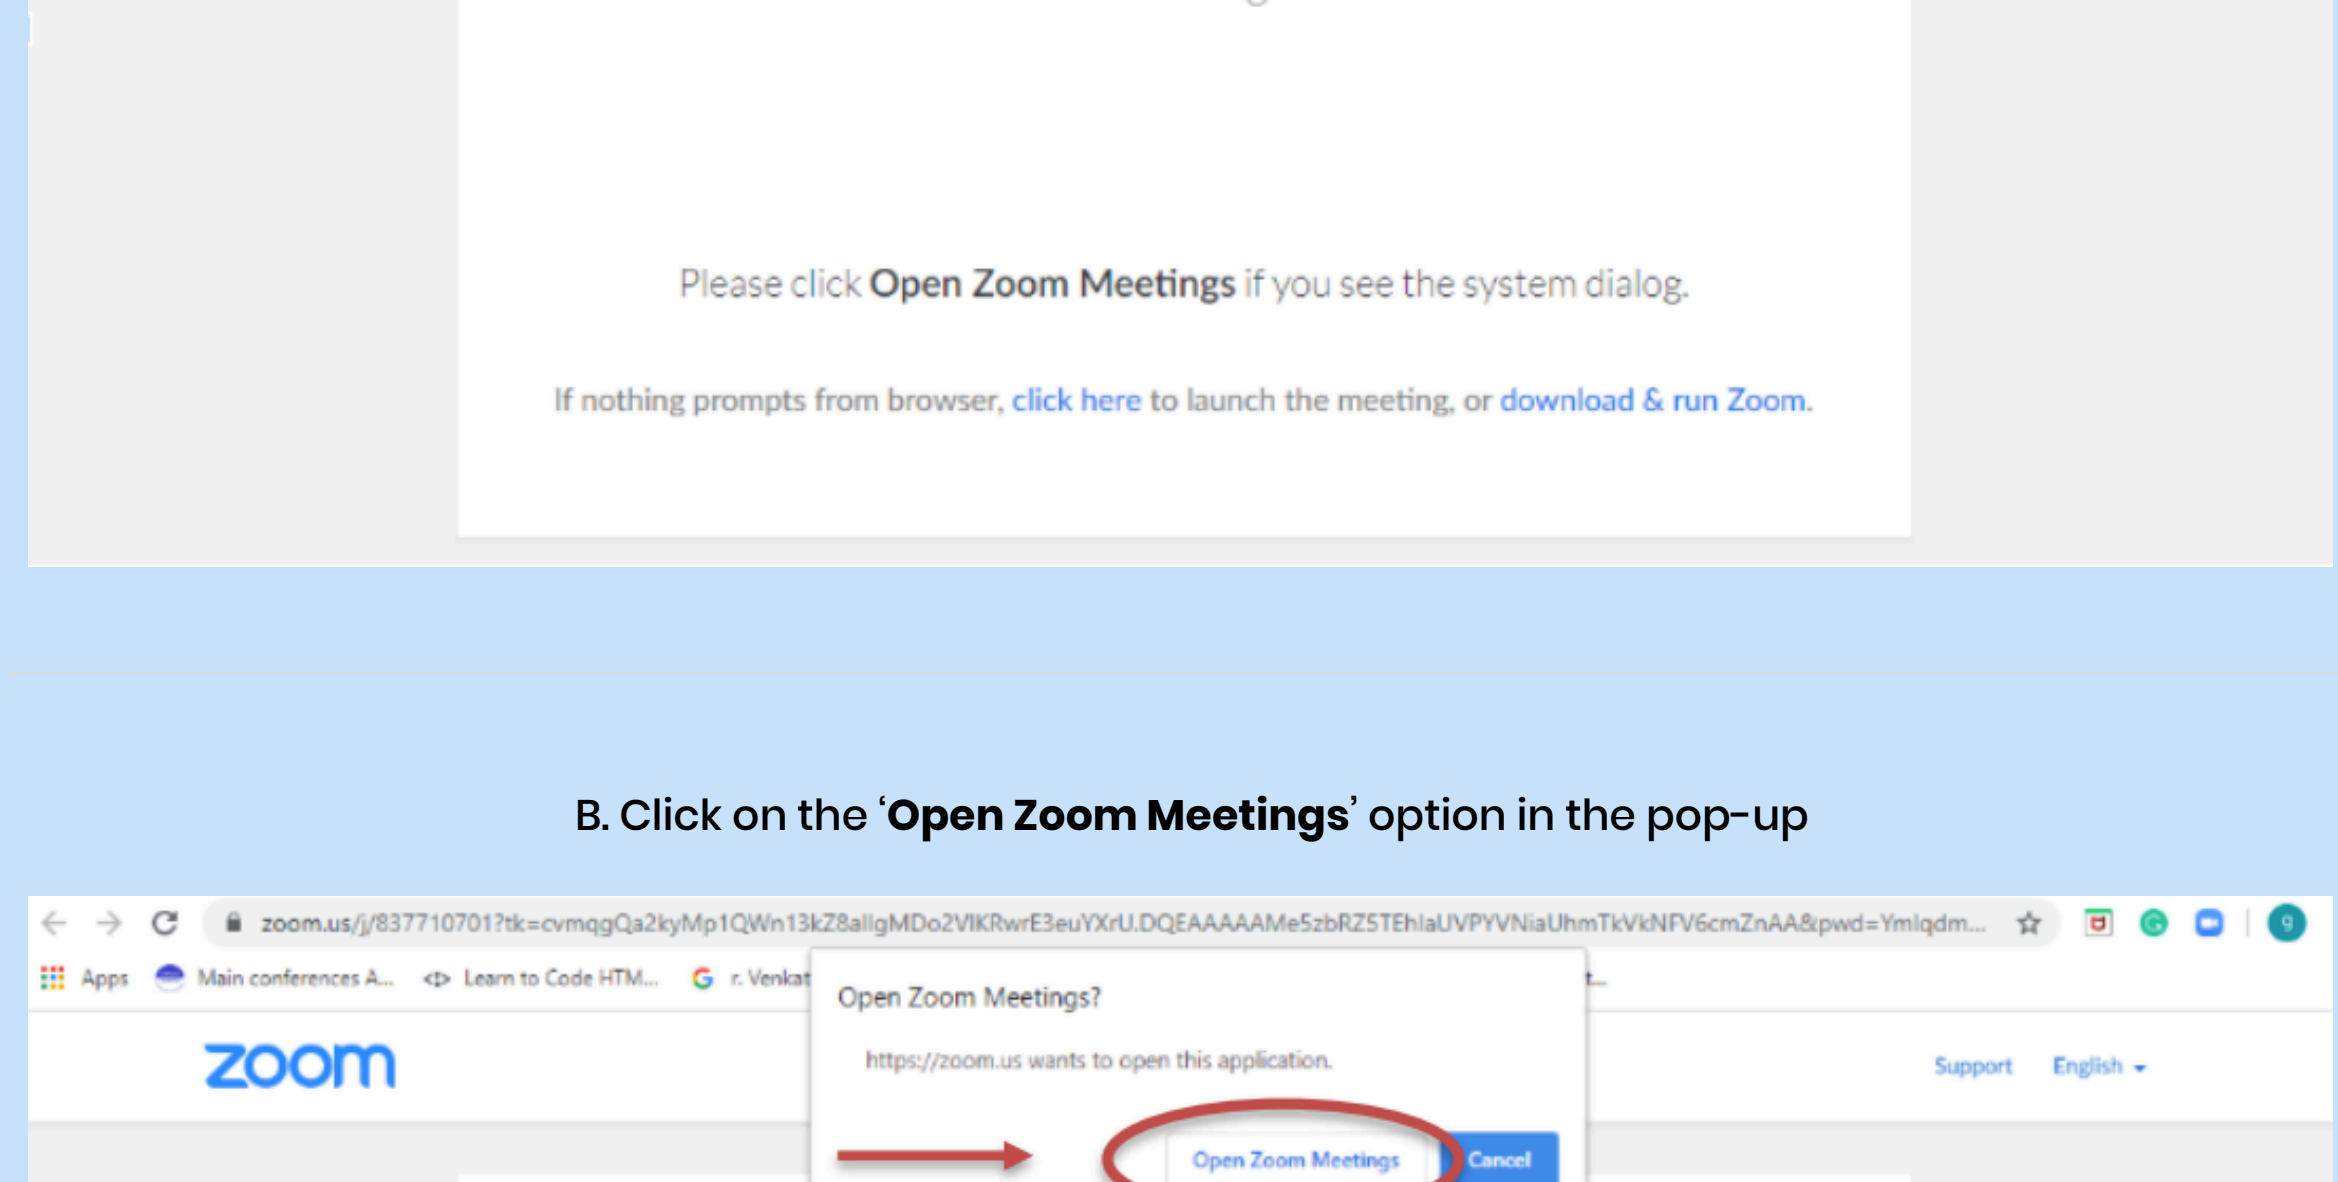 Please click Open Zoom Meetings if you see the system dialog.
If nothing prompts from browser, click here to launch the meeting, or download & run Zoom.
B. Click on the ‘Open Zoom Meetings’ option in the pop-up
Apps Main conferences A... Learn to Code HTM... r. Venkat
Open Zoom Meetings?
zoom
https://zoom.us wants to open this application.
Support English
Open Zoom Meetings Cancel